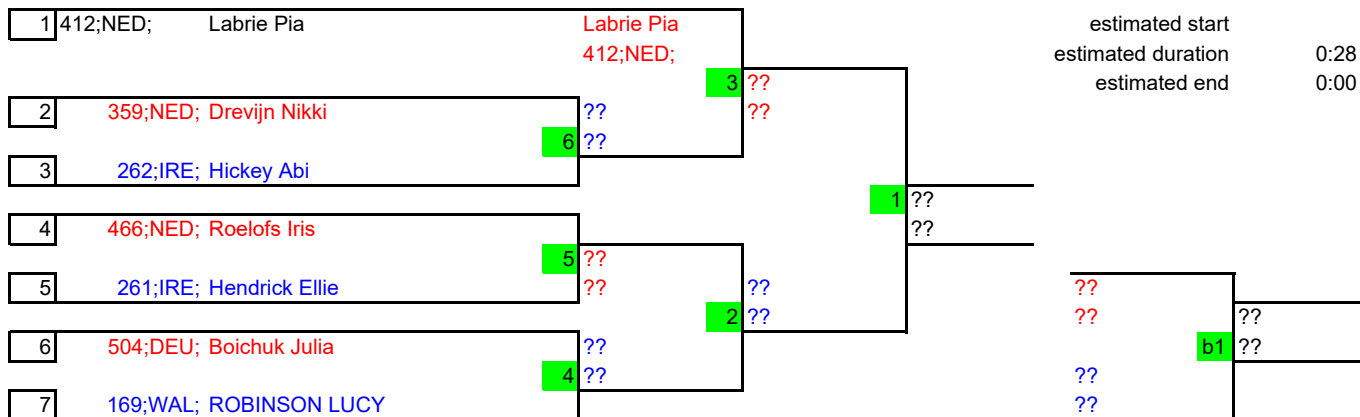 1 412;NED; Labrie Pia Labrie Pia estimated start
412;NED; estimated duration 0:28
3 ?? estimated end 0:00
2 359;NED; Drevijn Nikki ?? ??
6 ??
3 262;IRE; Hickey Abi
1 ??
4 466;NED; Roelofs Iris ??
5 ??
5 261;IRE; Hendrick Ellie ?? ?? ??
2 ?? ?? ??
6 504;DEU; Boichuk Julia ?? b1 ??
4 ?? ??
7 169;WAL; ROBINSON LUCY ??